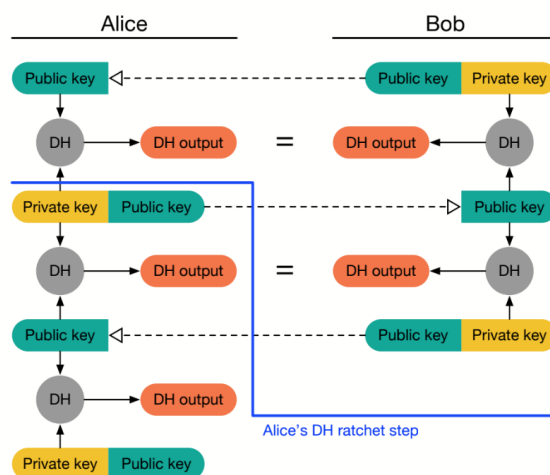 Alice Bob
Public key Public key Private key
DH DH output = DH output DH
Private key Public key Public key
DH DH output = DH output DH
Public key Public key Private key
DH DH output
Alice's DH ratchet step
Private key Public key